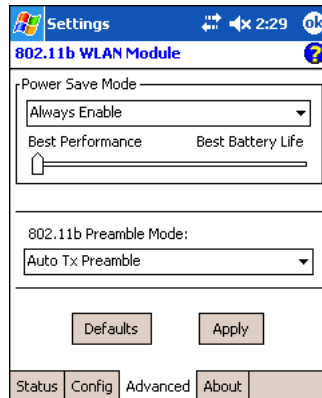 Settings 2:29 ok
802.11b WLAN Module ?
Power Save Mode
Always Enable
Best Performance Best Battery Life
802.11b Preamble Mode:
Auto Tx Preamble
Defaults Apply
Status Config Advanced About